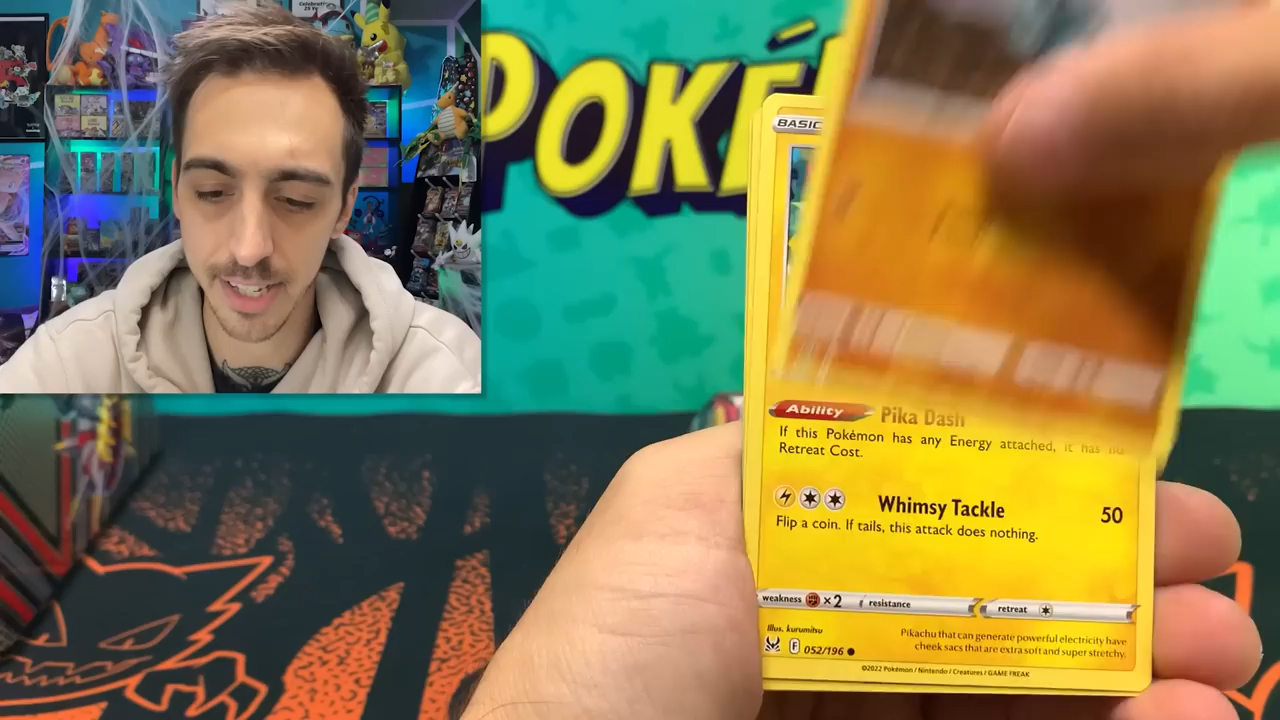 POKÉ
BASIC
Ability Pika Dash
If this Pokémon has any Energy attached, it has no
Retreat Cost.
Whimsy Tackle 50
Flip a coin. If tails, this attack does nothing.
weakness ×2 resistance retreat
Illus. kurumitsu
F 052/196
Pikachu that can generate powerful electricity have
cheek sacs that are extra soft and super stretchy.
©2022 Pokémon / Nintendo / Creatures / GAME FREAK